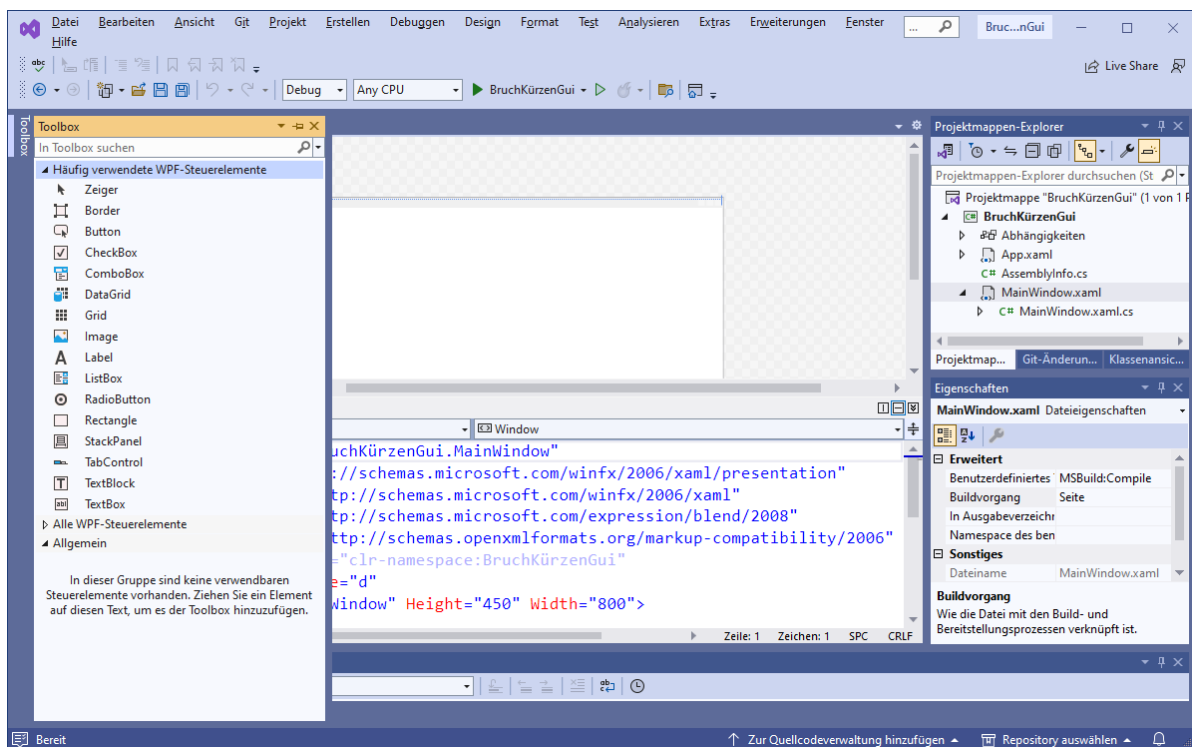 Datei Bearbeiten Ansicht Git Projekt Erstellen Debuggen Design Format Test Analysieren Extras Erweiterungen Fenster ... Bruc...nGui
Hilfe
abc
Live Share
Debug Any CPU BruchKürzenGui
Toolbox
Toolbox
In Toolbox suchen
Häufig verwendete WPF-Steuerelemente
Zeiger
Border
Button
CheckBox
ComboBox
DataGrid
Grid
Image
Label
ListBox
RadioButton
Rectangle
StackPanel
TabControl
TextBlock
TextBox
Alle WPF-Steuerelemente
Allgemein
In dieser Gruppe sind keine verwendbaren
Steuerelemente vorhanden. Ziehen Sie ein Element
auf diesen Text, um es der Toolbox hinzuzufügen.
Window
uchKürzenGui.MainWindow"
://schemas.microsoft.com/winfx/2006/xaml/presentation"
tp://schemas.microsoft.com/winfx/2006/xaml"
tp://schemas.microsoft.com/expression/blend/2008"
ttp://schemas.openxmlformats.org/markup-compatibility/2006"
="clr-namespace:BruchKürzenGui"
e="d"
Window" Height="450" Width="800">
Zeile: 1 Zeichen: 1 SPC CRLF
Projektmappen-Explorer
Projektmappen-Explorer durchsuchen (St
Projektmappe "BruchKürzenGui" (1 von 1 P
BruchKürzenGui
Abhängigkeiten
App.xaml
C# AssemblyInfo.cs
MainWindow.xaml
C# MainWindow.xaml.cs
Projektmap... Git-Änderun... Klassenansic...
Eigenschaften
MainWindow.xaml Dateieigenschaften
Erweitert
Benutzerdefiniertes MSBuild:Compile
Buildvorgang Seite
In Ausgabeverzeichn
Namespace des ben
Sonstiges
Dateiname MainWindow.xaml
Buildvorgang
Wie die Datei mit den Build- und
Bereitstellungsprozessen verknüpft ist.
Bereit
Zur Quellcodeverwaltung hinzufügen Repository auswählen